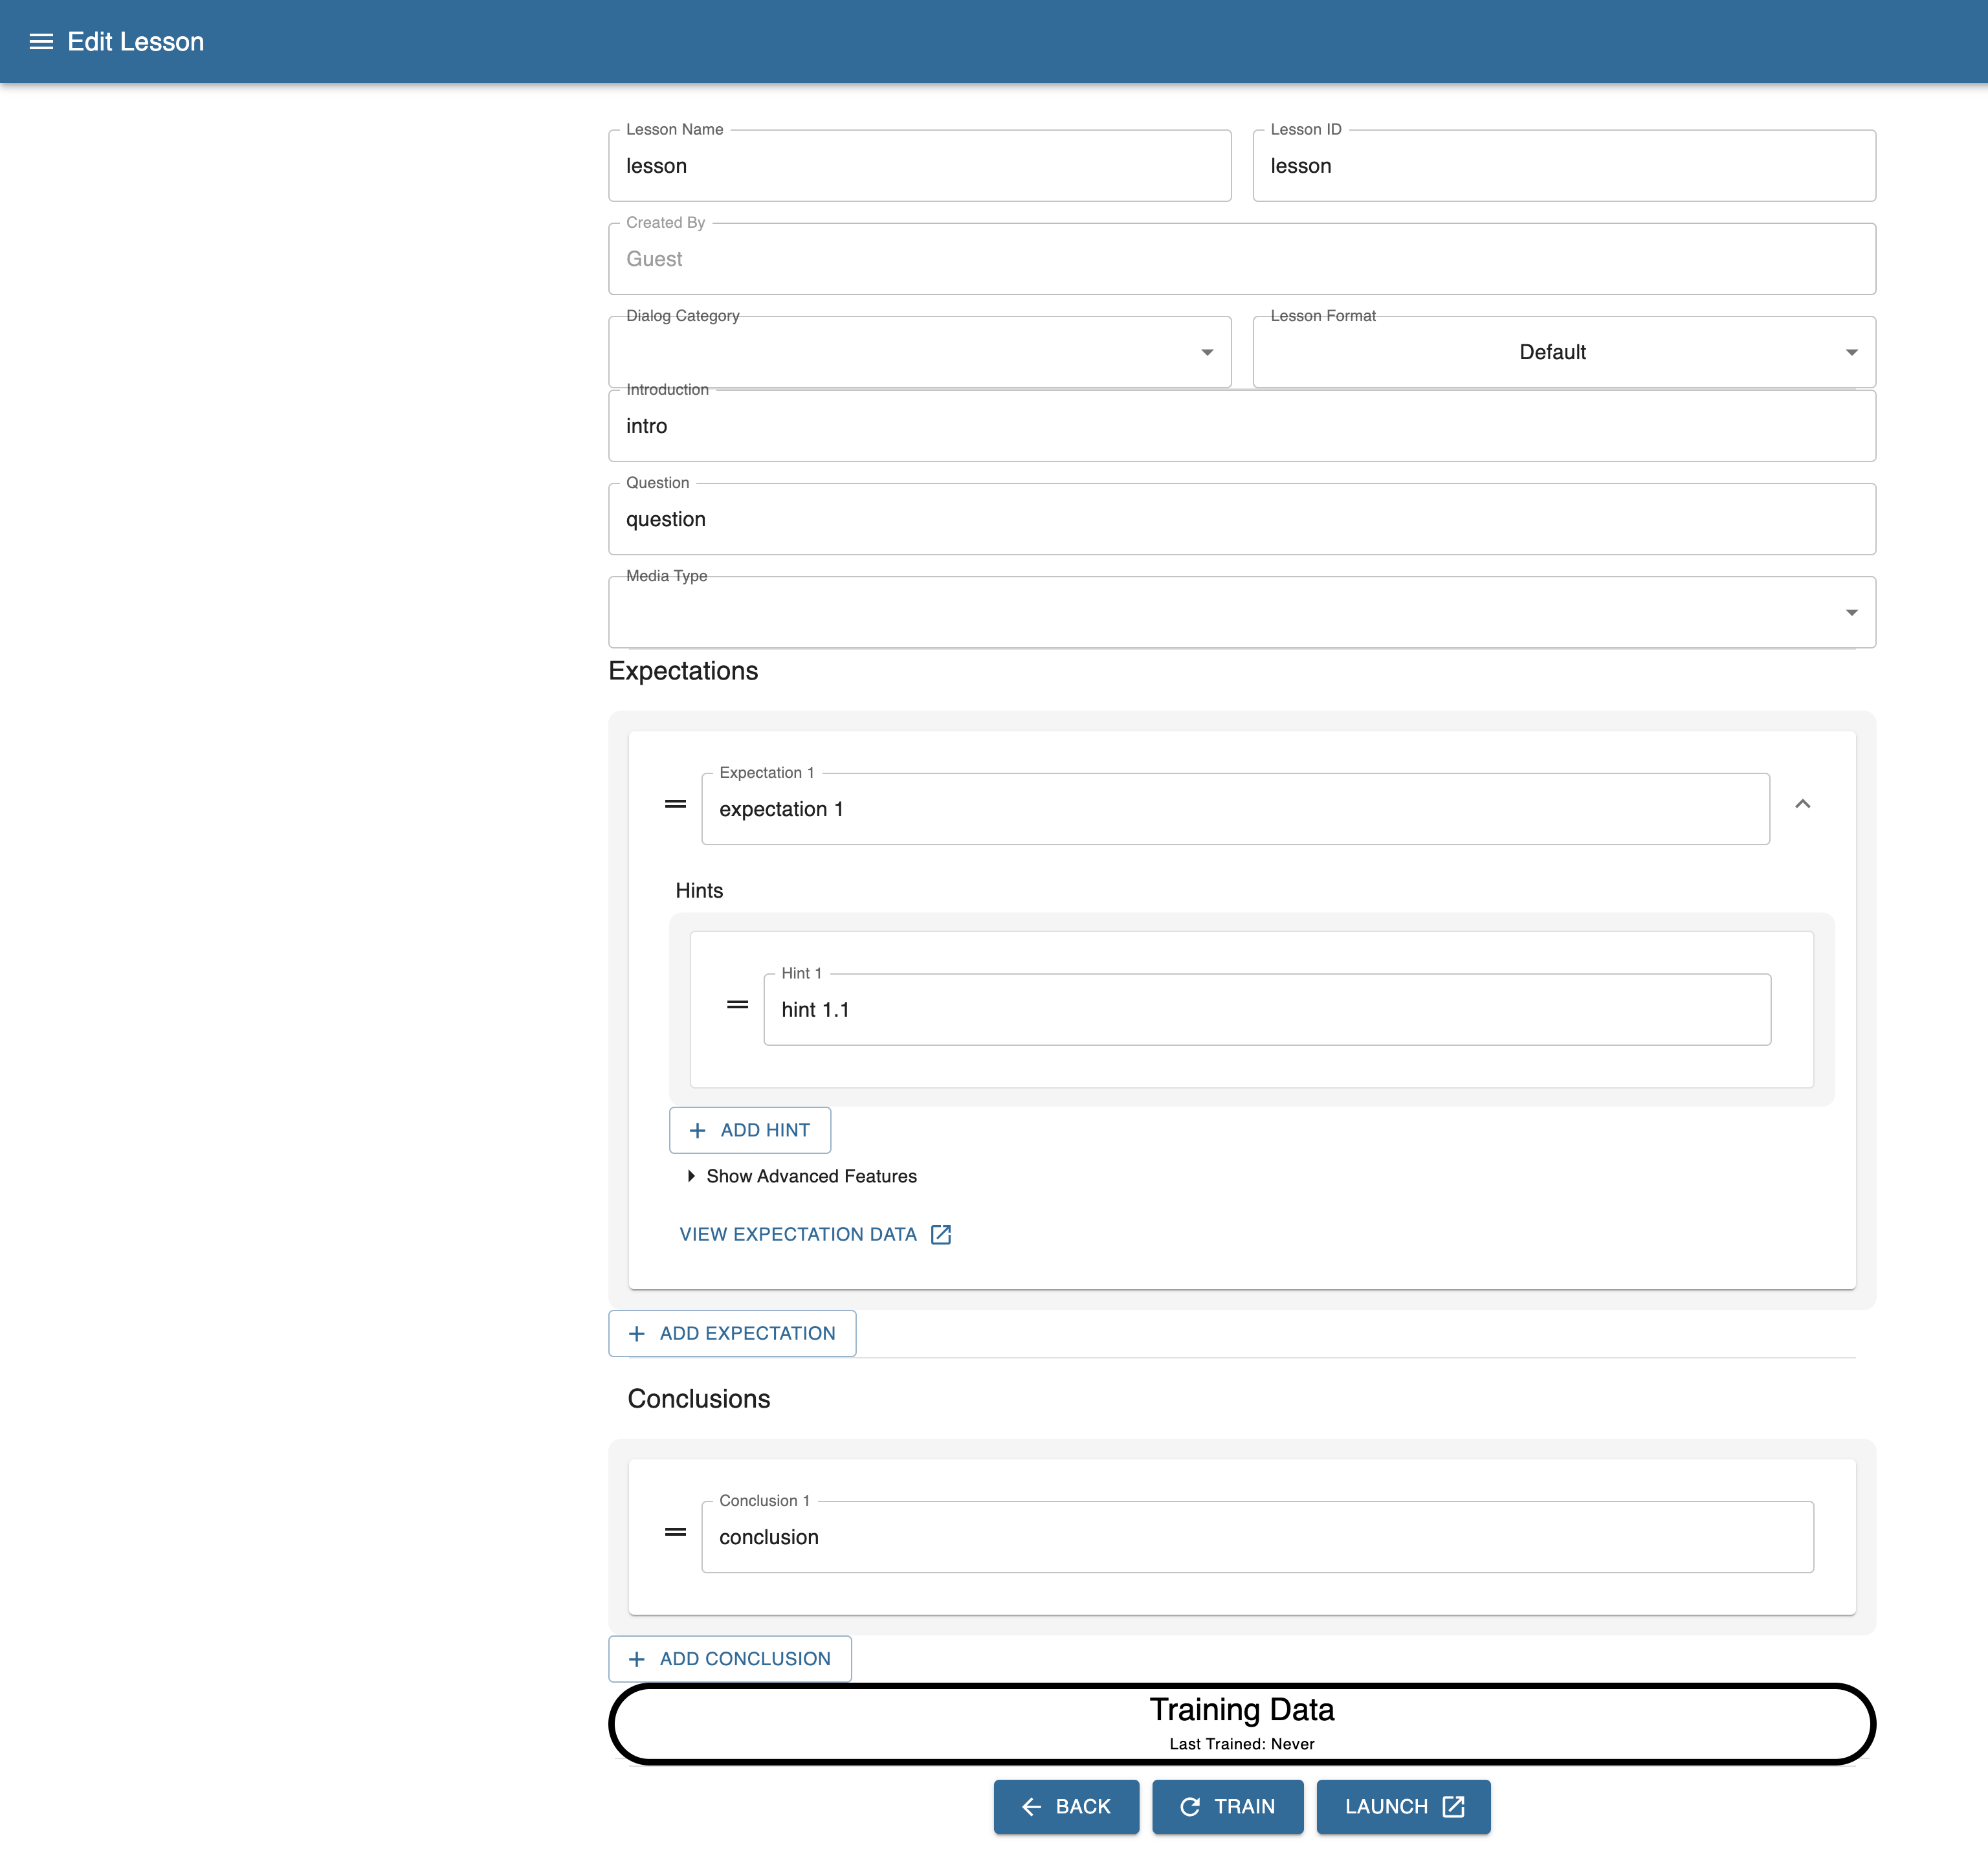 Edit Lesson
Lesson Name
lesson
Lesson ID
lesson
Created By
Guest
Dialog Category
Lesson Format
Default
Introduction
intro
Question
question
Media Type
Expectations
Expectation 1
expectation 1
Hints
Hint 1
hint 1.1
ADD HINT
Show Advanced Features
VIEW EXPECTATION DATA
ADD EXPECTATION
Conclusions
Conclusion 1
conclusion
ADD CONCLUSION
Training Data
Last Trained: Never
BACK
TRAIN
LAUNCH